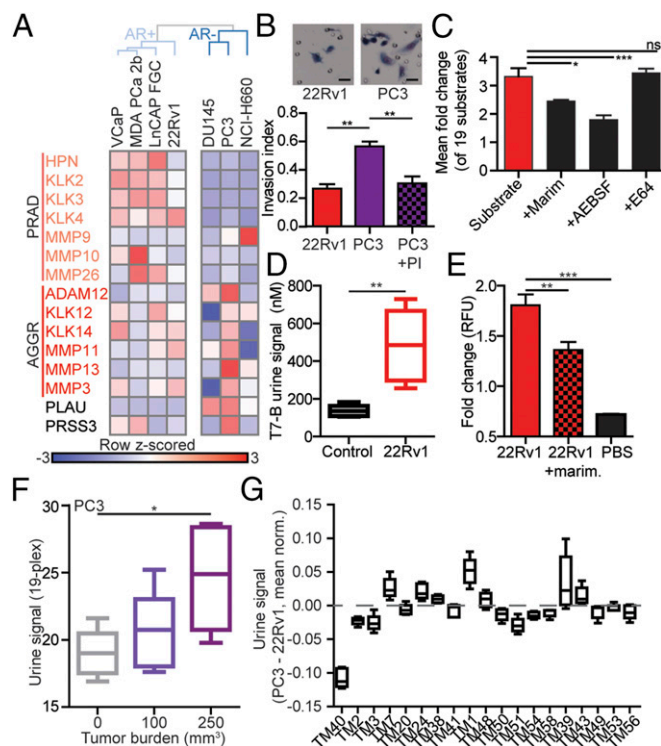 A
AR+
AR-
VCaP
MDA PCa 2b
LnCAP FGC
22Rv1
DU145
PC3
NCI-H660
PRAD
HPN
KLK2
KLK3
KLK4
MMP9
MMP10
MMP26
AGGR
ADAM12
KLK12
KLK14
MMP11
MMP13
MMP3
PLAU
PRSS3
Row z-scored
-3
3
B
22Rv1
PC3
Invasion index
0.8
0.6
0.4
0.2
0.0
**
**
22Rv1
PC3
PC3
+PI
C
Mean fold change
(of 19 substrates)
5
4
3
2
1
0
ns
*
***
Substrate
+Marim
+AEBSF
+E64
D
T7-B urine signal (nM)
800
600
400
200
0
**
Control
22Rv1
E
Fold change (RFU)
2.5
2.0
1.5
1.0
0.5
***
**
22Rv1
22Rv1
+marim.
PBS
F
PC3
*
Urine signal (19-plex)
30
25
20
15
0
100
250
Tumor burden (mm³)
G
Urine signal
(PC3 - 22Rv1, mean norm.)
0.15
0.10
0.05
0.00
-0.05
-0.10
-0.15
TM40
TM2
TM3
TM7
TM20
TM24
TM38
TM41
TM1
TM48
TM50
TM51
TM54
TM58
TM39
TM43
TM49
TM53
TM56